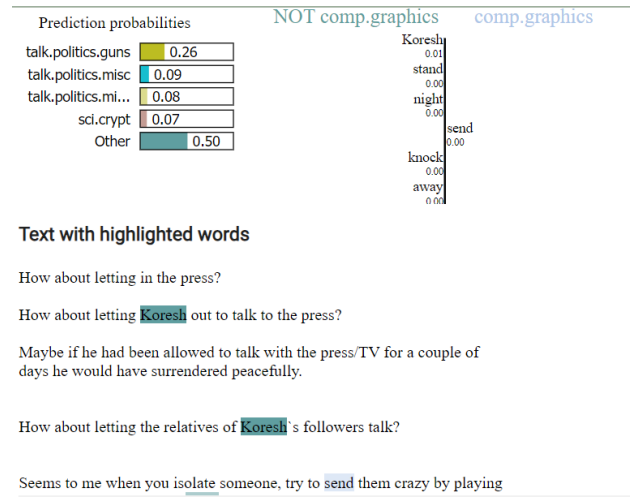 Prediction probabilities
talk.politics.guns 0.26
talk.politics.misc 0.09
talk.politics.mi... 0.08
sci.crypt 0.07
Other 0.50
NOT comp.graphics comp.graphics
Koresh
0.01
stand
0.00
night
0.00
send
0.00
knock
0.00
away
0.00
Text with highlighted words
How about letting in the press?
How about letting Koresh out to talk to the press?
Maybe if he had been allowed to talk with the press/TV for a couple of
days he would have surrendered peacefully.
How about letting the relatives of Koresh`s followers talk?
Seems to me when you isolate someone, try to send them crazy by playing